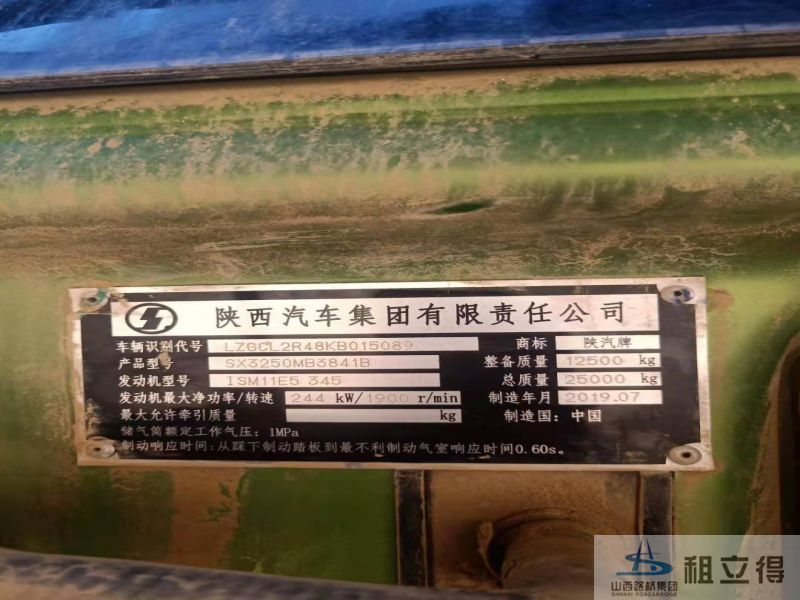 陕西汽车集团有限责任公司
车辆识别代号 LZGCL2R48KB015089 商标 陕汽牌
产品型号 SX3250MB3841B 整备质量 12500 kg
发动机型号 ISM11E5 345 总质量 25000 kg
发动机最大净功率/转速 244 kW/1900 r/min 制造年月 2019.07
最大允许牵引质量 kg 制造国：中国
储气筒额定工作气压：1MPa
制动响应时间：从踩下制动踏板到最不利制动气室响应时间0.60s。
山西路桥集团 租立得
SHANXI ROAD&BRIDGE